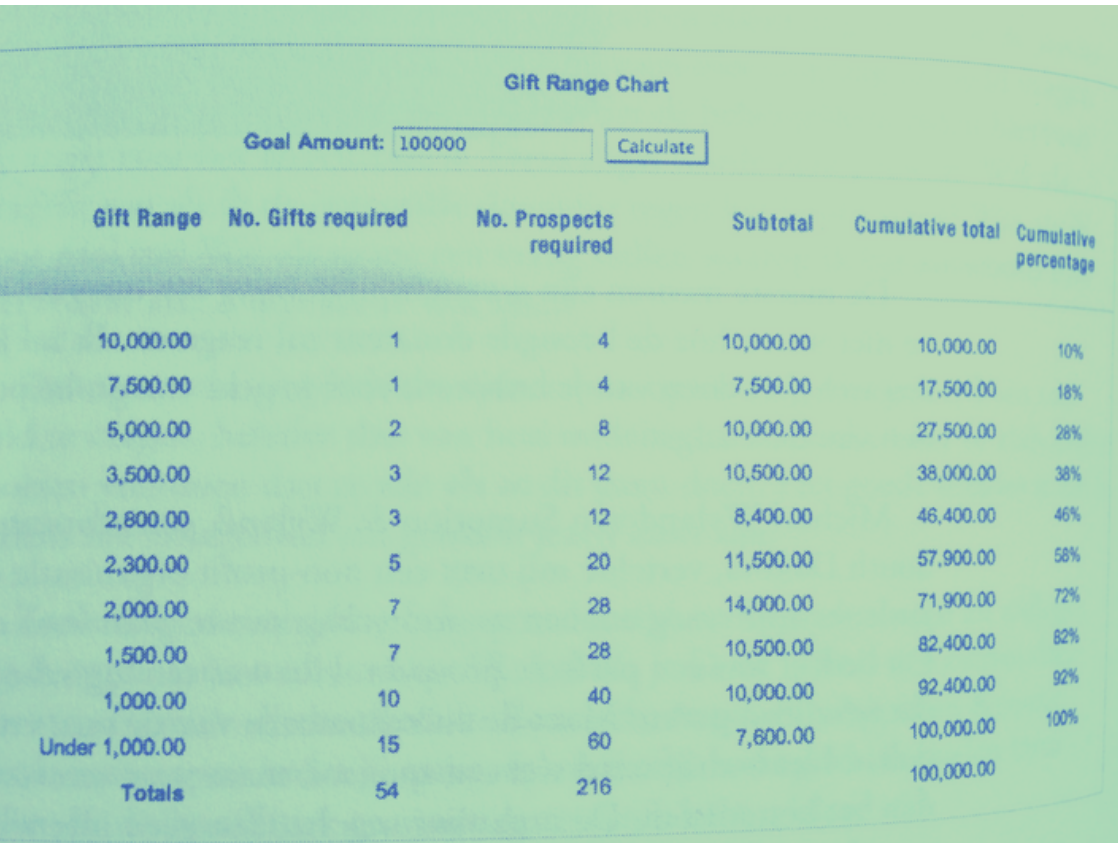 Gift Range Chart
Goal Amount: 100000 Calculate
Gift Range No. Gifts required No. Prospects required Subtotal Cumulative total Cumulative percentage
10,000.00 1 4 10,000.00 10,000.00 10%
7,500.00 1 4 7,500.00 17,500.00 18%
5,000.00 2 8 10,000.00 27,500.00 28%
3,500.00 3 12 10,500.00 38,000.00 38%
2,800.00 3 12 8,400.00 46,400.00 46%
2,300.00 5 20 11,500.00 57,900.00 58%
2,000.00 7 28 14,000.00 71,900.00 72%
1,500.00 7 28 10,500.00 82,400.00 82%
1,000.00 10 40 10,000.00 92,400.00 92%
Under 1,000.00 15 60 7,600.00 100,000.00 100%
Totals 54 216 100,000.00